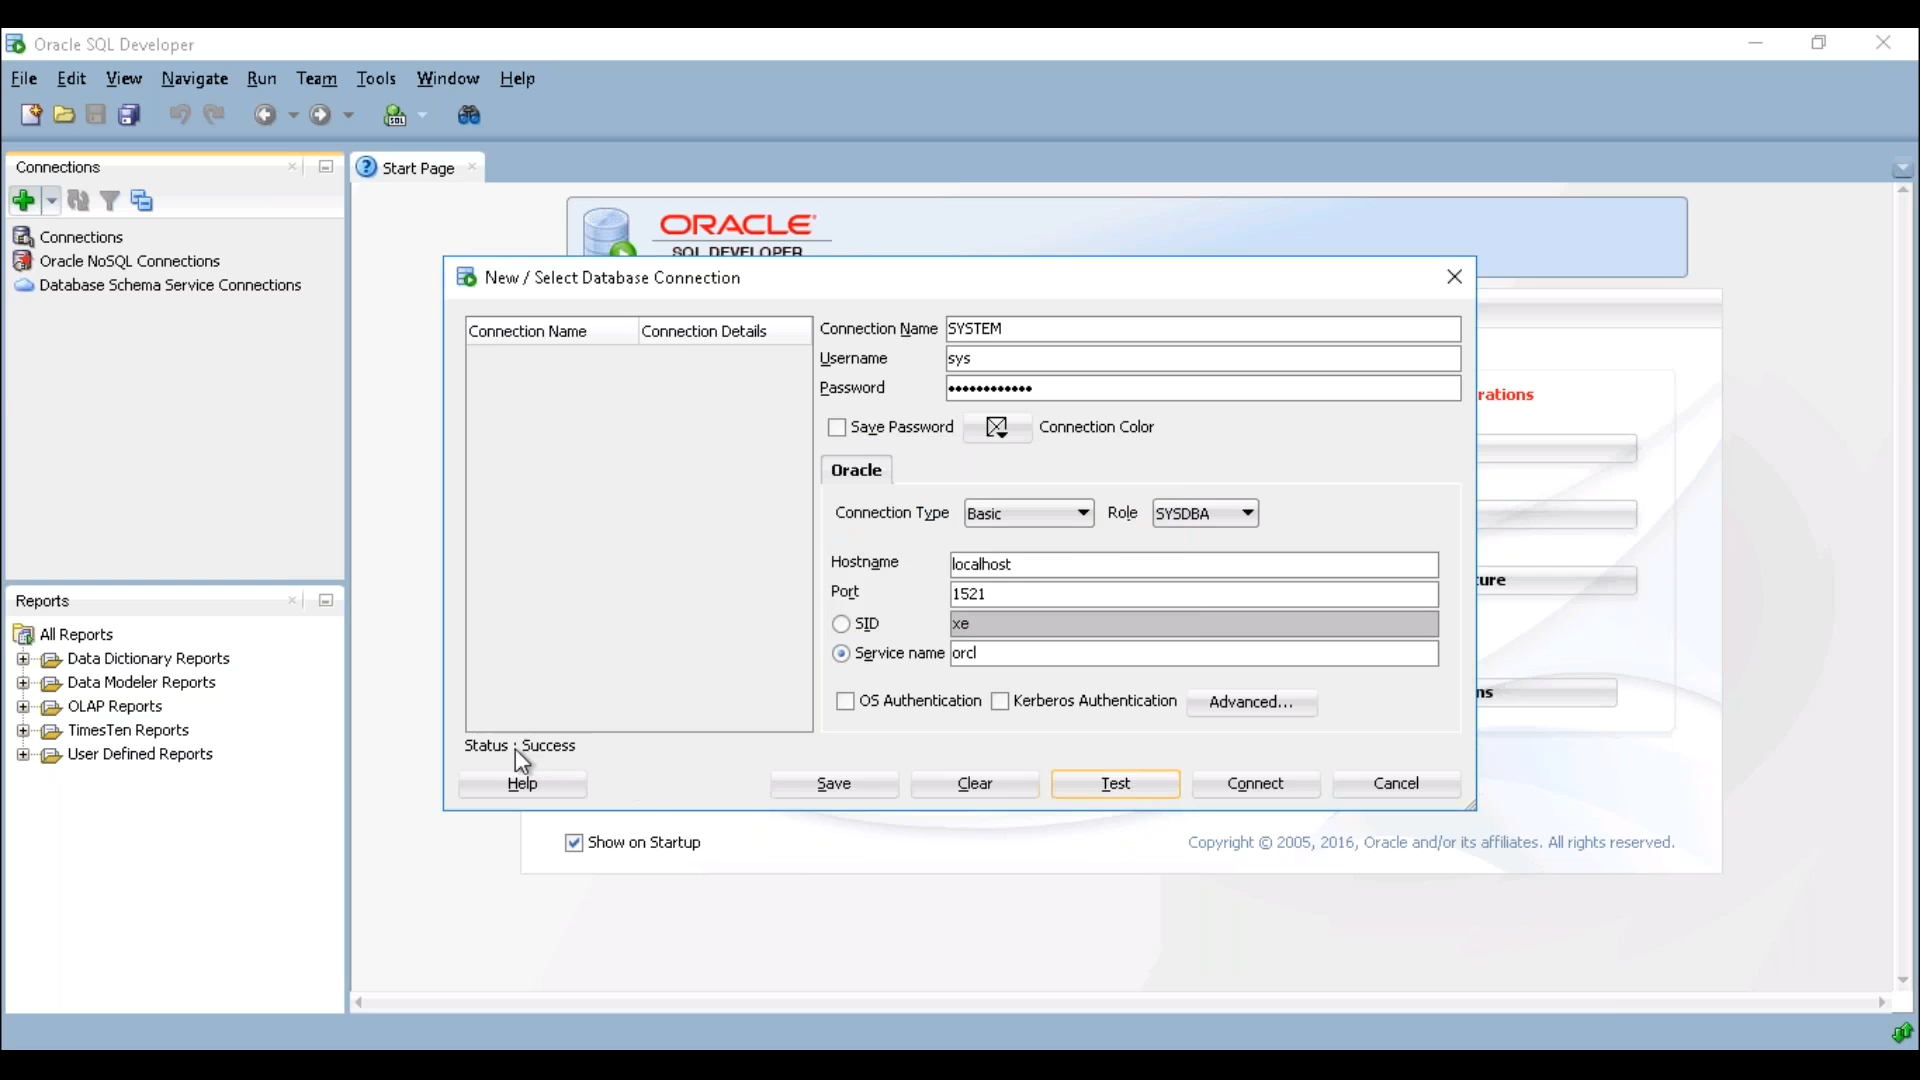 Oracle SQL Developer
File Edit View Navigate Run Team Tools Window Help
Connections
Start Page
Connections
Oracle NoSQL Connections
Database Schema Service Connections
ORACLE
SQL DEVELOPER
New / Select Database Connection
Connection Name Connection Details
Connection Name SYSTEM
Username sys
Password ••••••••••••
Save Password Connection Color
Oracle
Connection Type Basic Role SYSDBA
Hostname localhost
Port 1521
SID xe
Service name orcl
OS Authentication Kerberos Authentication Advanced...
Status : Success
Help Save Clear Test Connect Cancel
rations
ture
ns
Show on Startup
Copyright © 2005, 2016, Oracle and/or its affiliates. All rights reserved.
Reports
All Reports
Data Dictionary Reports
Data Modeler Reports
OLAP Reports
TimesTen Reports
User Defined Reports